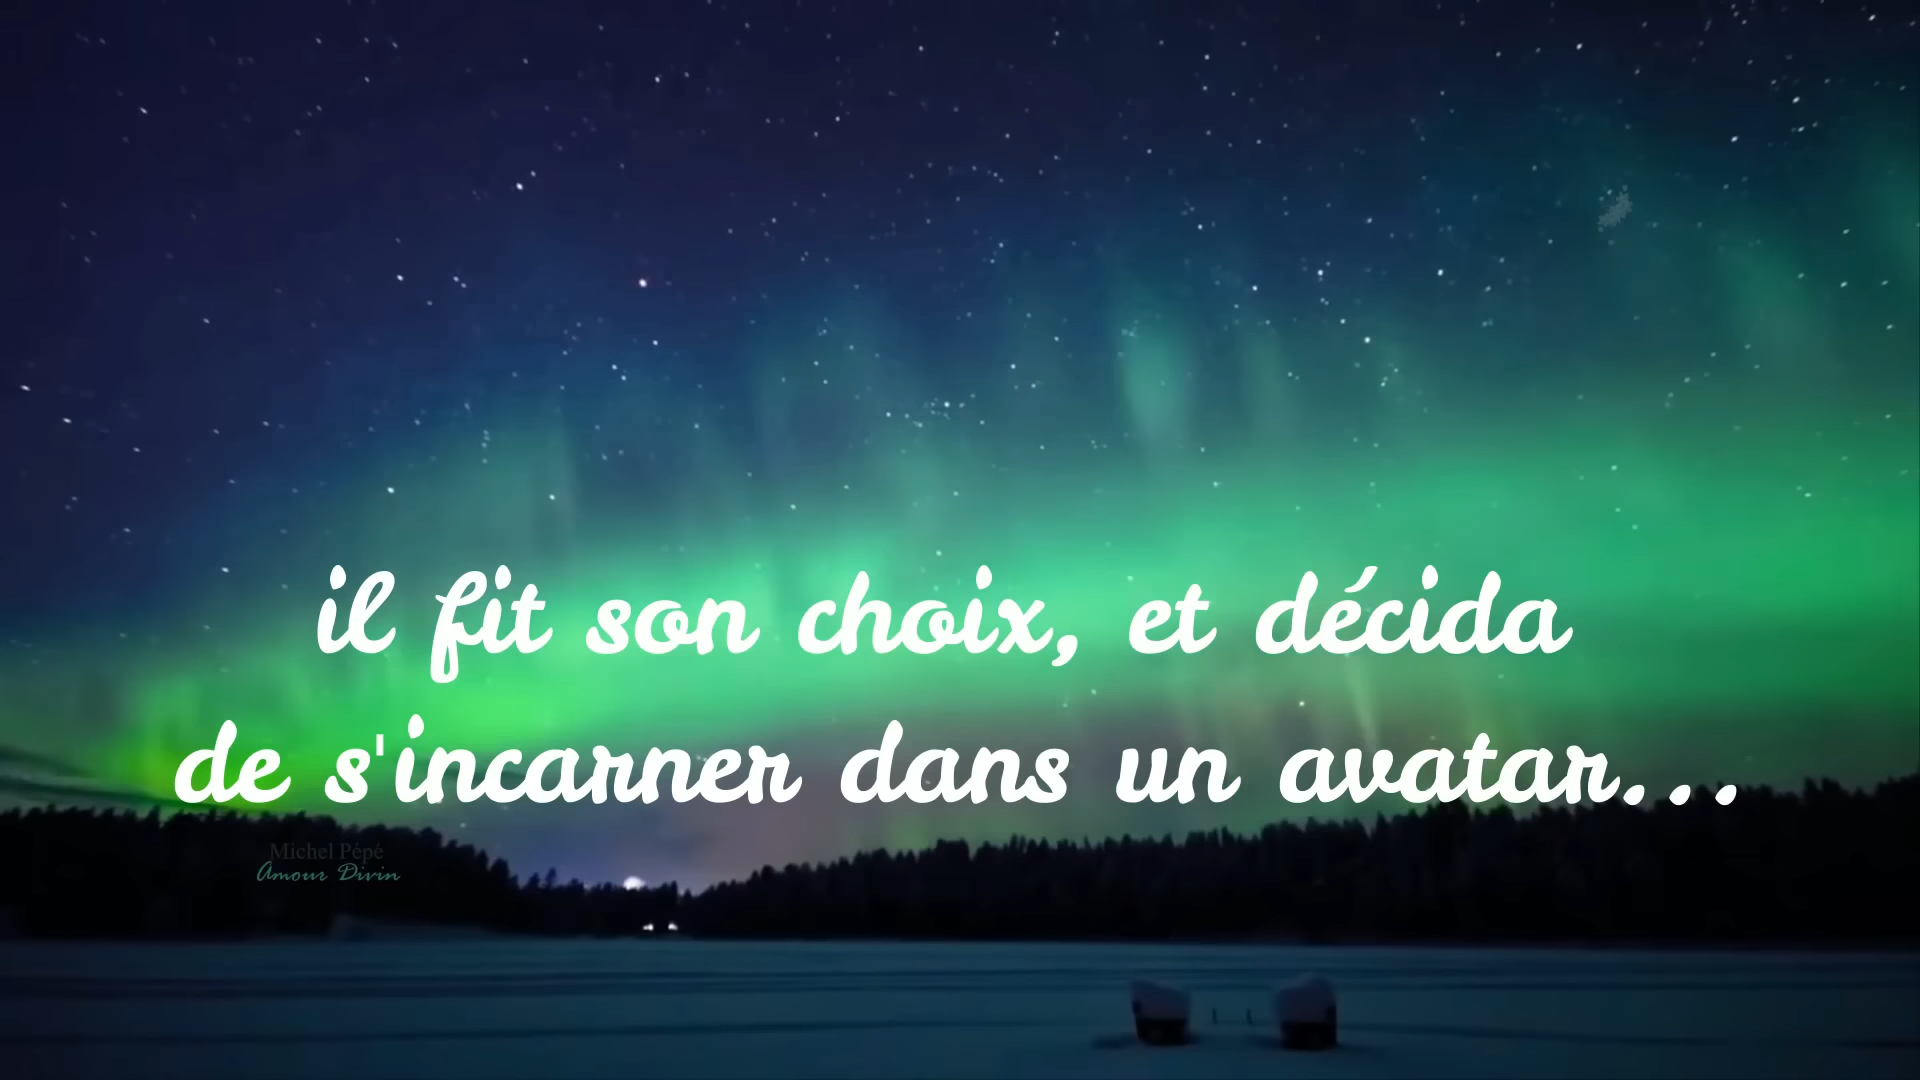 il fit son choix, et décida
de s'incarner dans un avatar...
Michel Pépé
Amour Divin